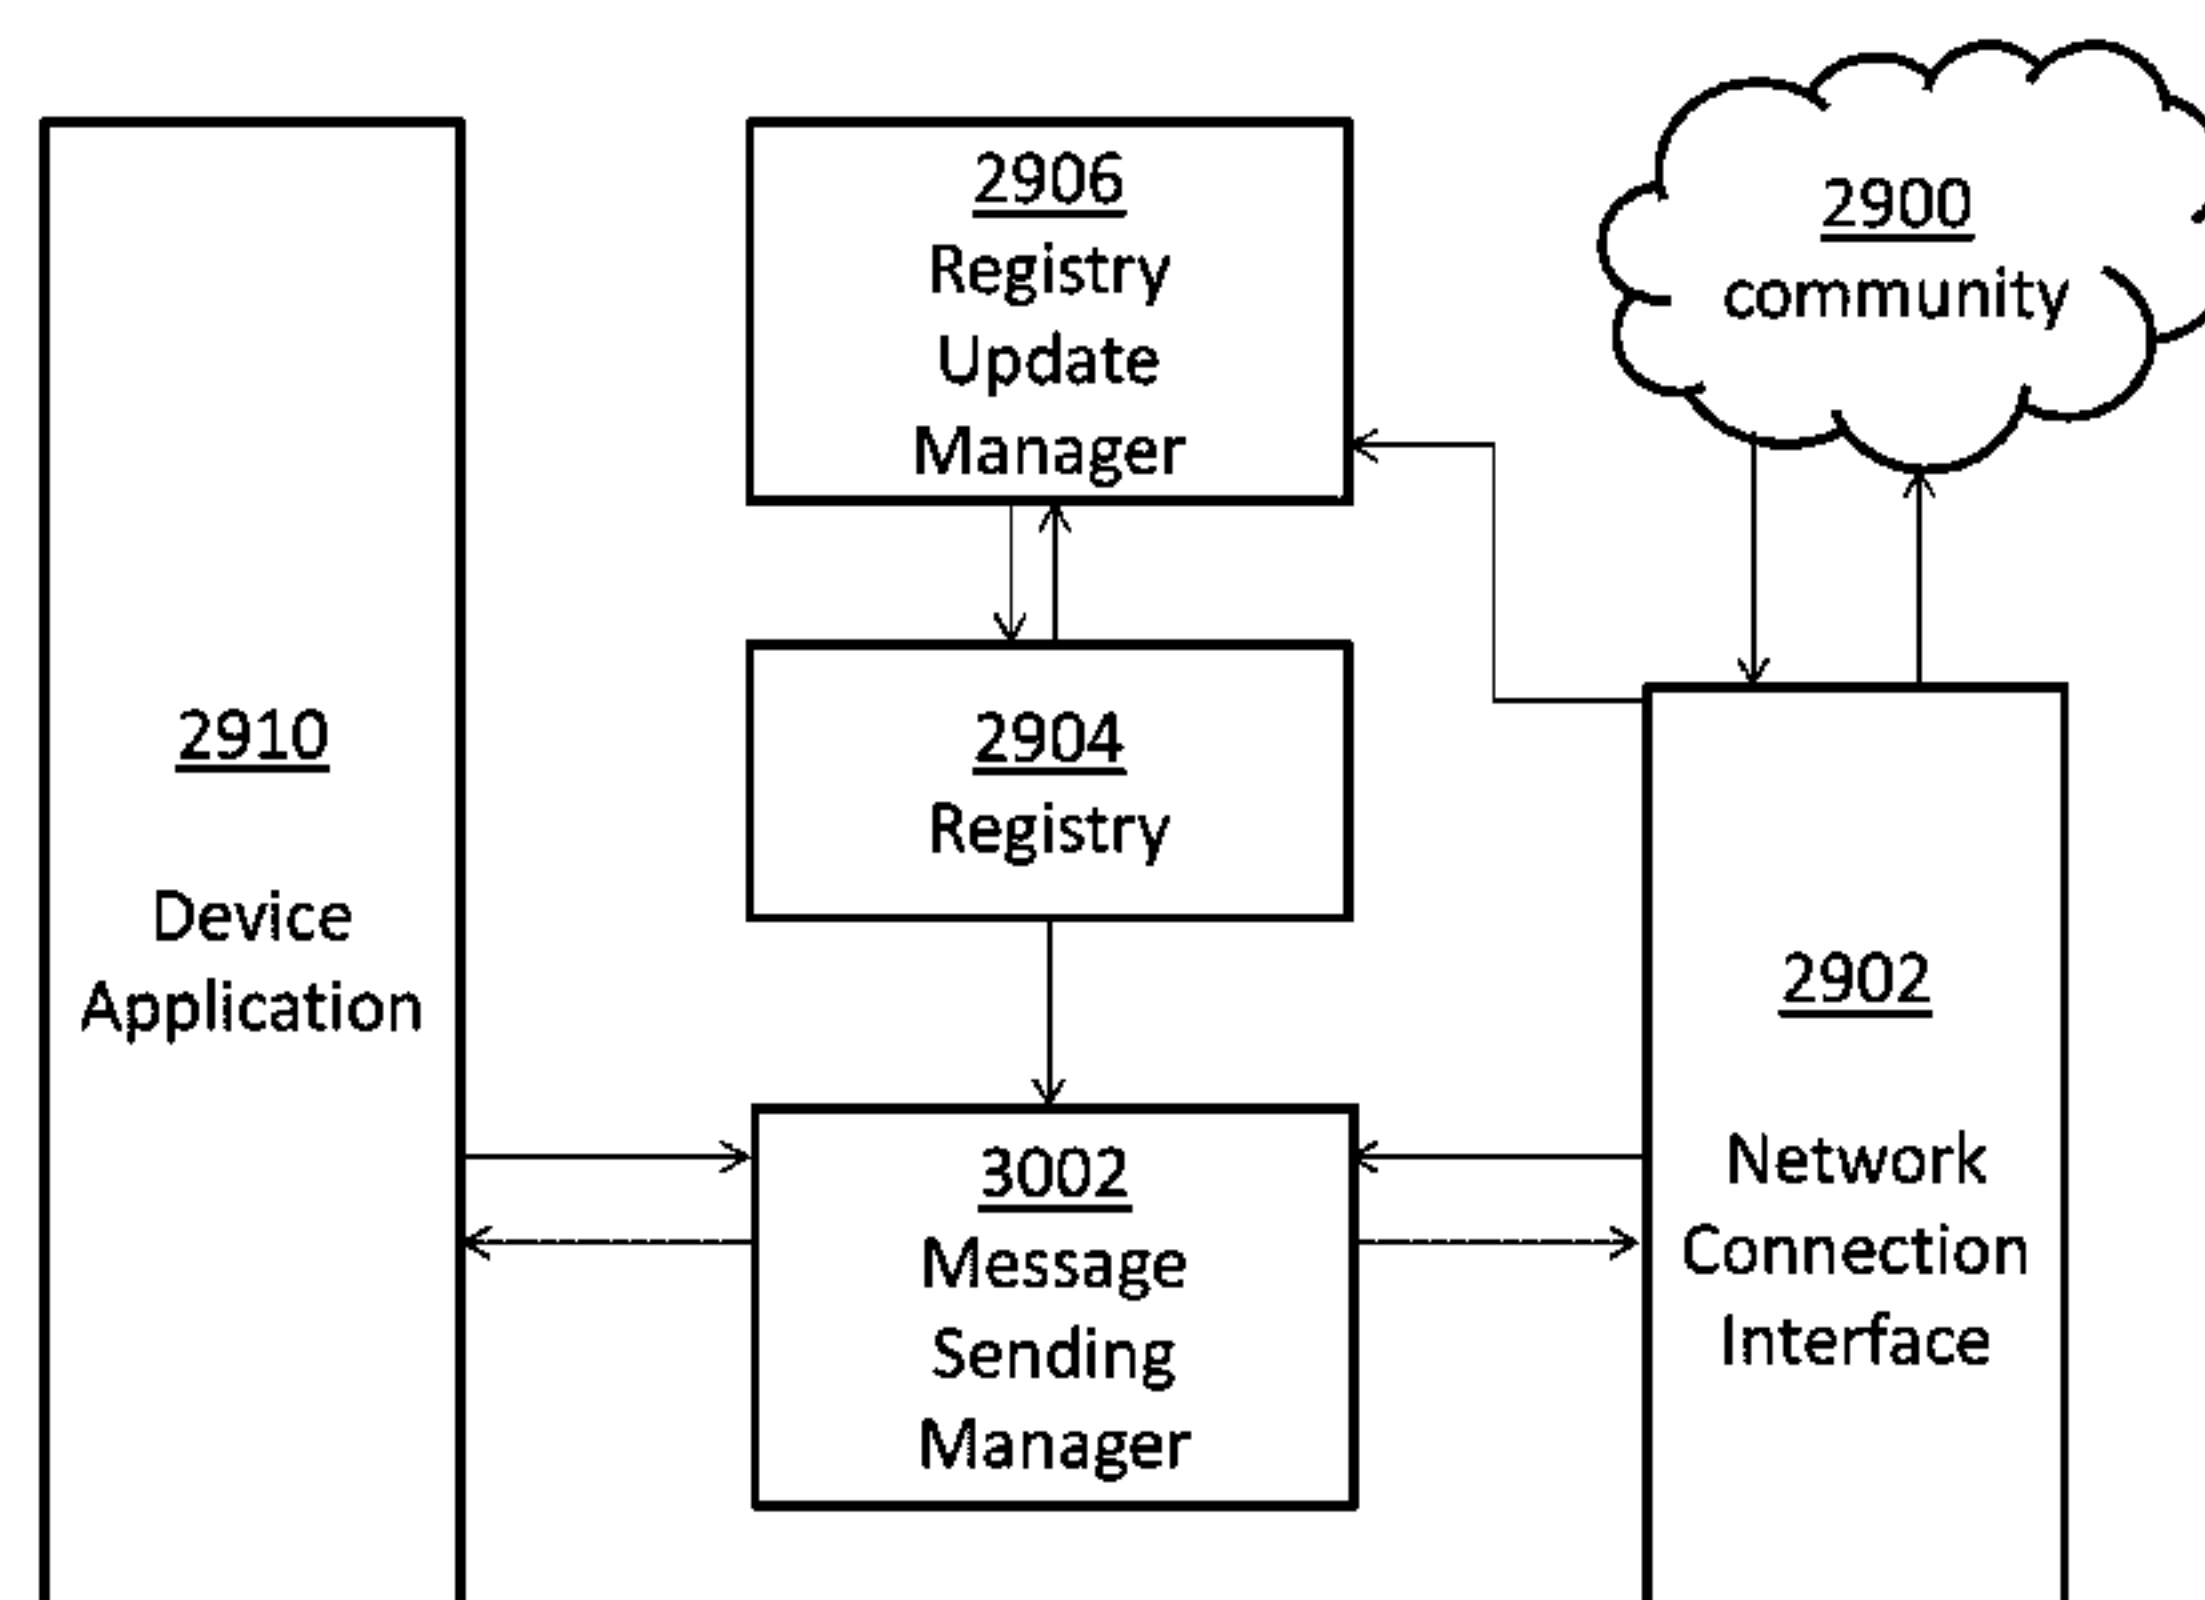 2906
Registry
Update
Manager
2900
community
2910
Device
Application
2904
Registry
2902
Network
Connection
Interface
3002
Message
Sending
Manager